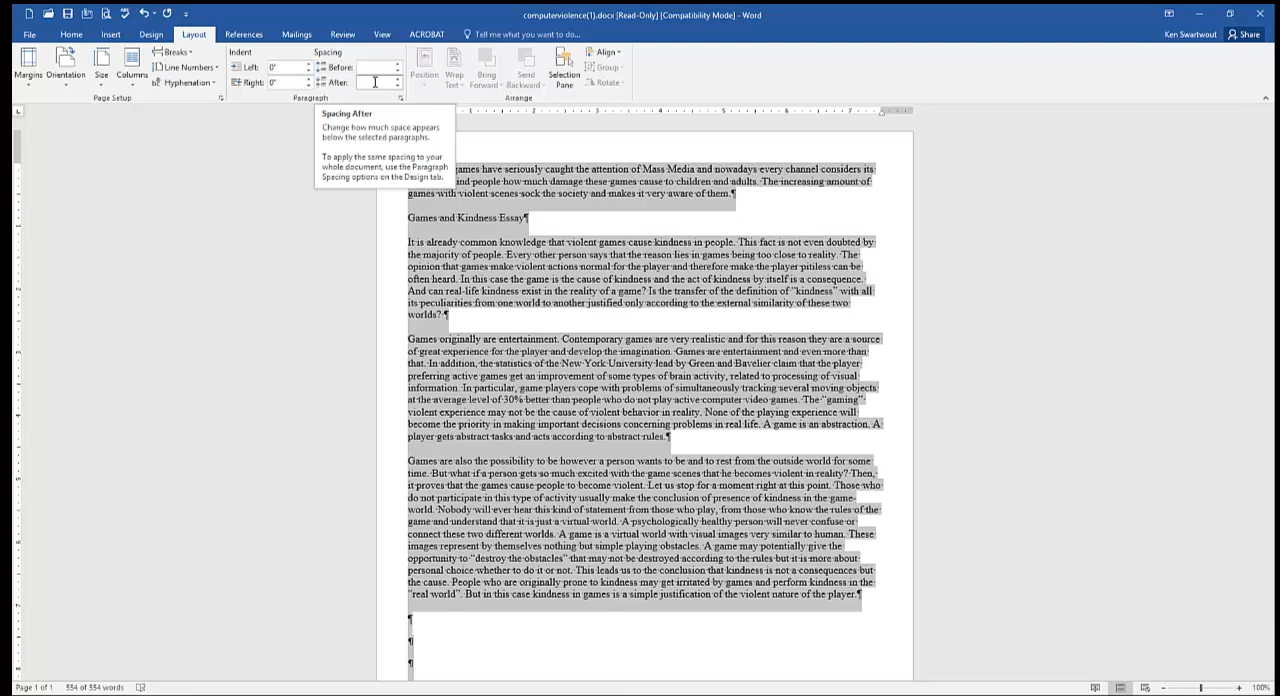 computerviolence(1).docx [Read-Only] [Compatibility Mode] - Word
File Home Insert Design Layout References Mailings Review View ACROBAT Tell me what you want to do... Ken Swartwout Share
Margins Orientation Size Columns Breaks Line Numbers Hyphenation
Page Setup
Indent Spacing
Left: 0" Before:
Right: 0" After:
Paragraph
Position Wrap Text Bring Forward Send Backward Selection Pane Align Group Rotate
Arrange
Spacing After
Change how much space appears
below the selected paragraphs.
To apply the same spacing to your
whole document, use the Paragraph
Spacing options on the Design tab.
1 2 3 4 5 6 7
ames have seriously caught the attention of Mass Media and nowadays every channel considers its
nd people how much damage these games cause to children and adults. The increasing amount of
games with violent scenes sock the society and makes it very aware of them.¶
Games and Kindness Essay¶
It is already common knowledge that violent games cause kindness in people. This fact is not even doubted by
the majority of people. Every other person says that the reason lies in games being too close to reality. The
opinion that games make violent actions normal for the player and therefore make the player pitiless can be
often heard. In this case the game is the cause of kindness and the act of kindness by itself is a consequence.
And can real-life kindness exist in the reality of a game? Is the transfer of the definition of “kindness” with all
its peculiarities from one world to another justified only according to the external similarity of these two
worlds? ¶
Games originally are entertainment. Contemporary games are very realistic and for this reason they are a source
of great experience for the player and develop the imagination. Games are entertainment and even more than
that. In addition, the statistics of the New York University lead by Green and Bavelier claim that the player
preferring active games get an improvement of some types of brain activity, related to processing of visual
information. In particular, game players cope with problems of simultaneously tracking several moving objects
at the average level of 30% better than people who do not play active computer video games. The “gaming”
violent experience may not be the cause of violent behavior in reality. None of the playing experience will
become the priority in making important decisions concerning problems in real life. A game is an abstraction. A
player gets abstract tasks and acts according to abstract rules.¶
Games are also the possibility to be however a person wants to be and to rest from the outside world for some
time. But what if a person gets so much excited with the game scenes that he becomes violent in reality? Then,
it proves that the games cause people to become violent. Let us stop for a moment right at this point. Those who
do not participate in this type of activity usually make the conclusion of presence of kindness in the game-
world. Nobody will ever hear this kind of statement from those who play, from those who know the rules of the
game and understand that it is just a virtual world. A psychologically healthy person will never confuse or
connect these two different worlds. A game is a virtual world with visual images very similar to human. These
images represent by themselves nothing but simple playing obstacles. A game may potentially give the
opportunity to “destroy the obstacles” that may not be destroyed according to the rules but it is more about
personal choice whether to do it or not. This leads us to the conclusion that kindness is not a consequences but
the cause. People who are originally prone to kindness may get irritated by games and perform kindness in the
“real world”. But in this case kindness in games is a simple justification of the violent nature of the player.¶
¶
¶
¶
Page 1 of 1 554 of 554 words 100%